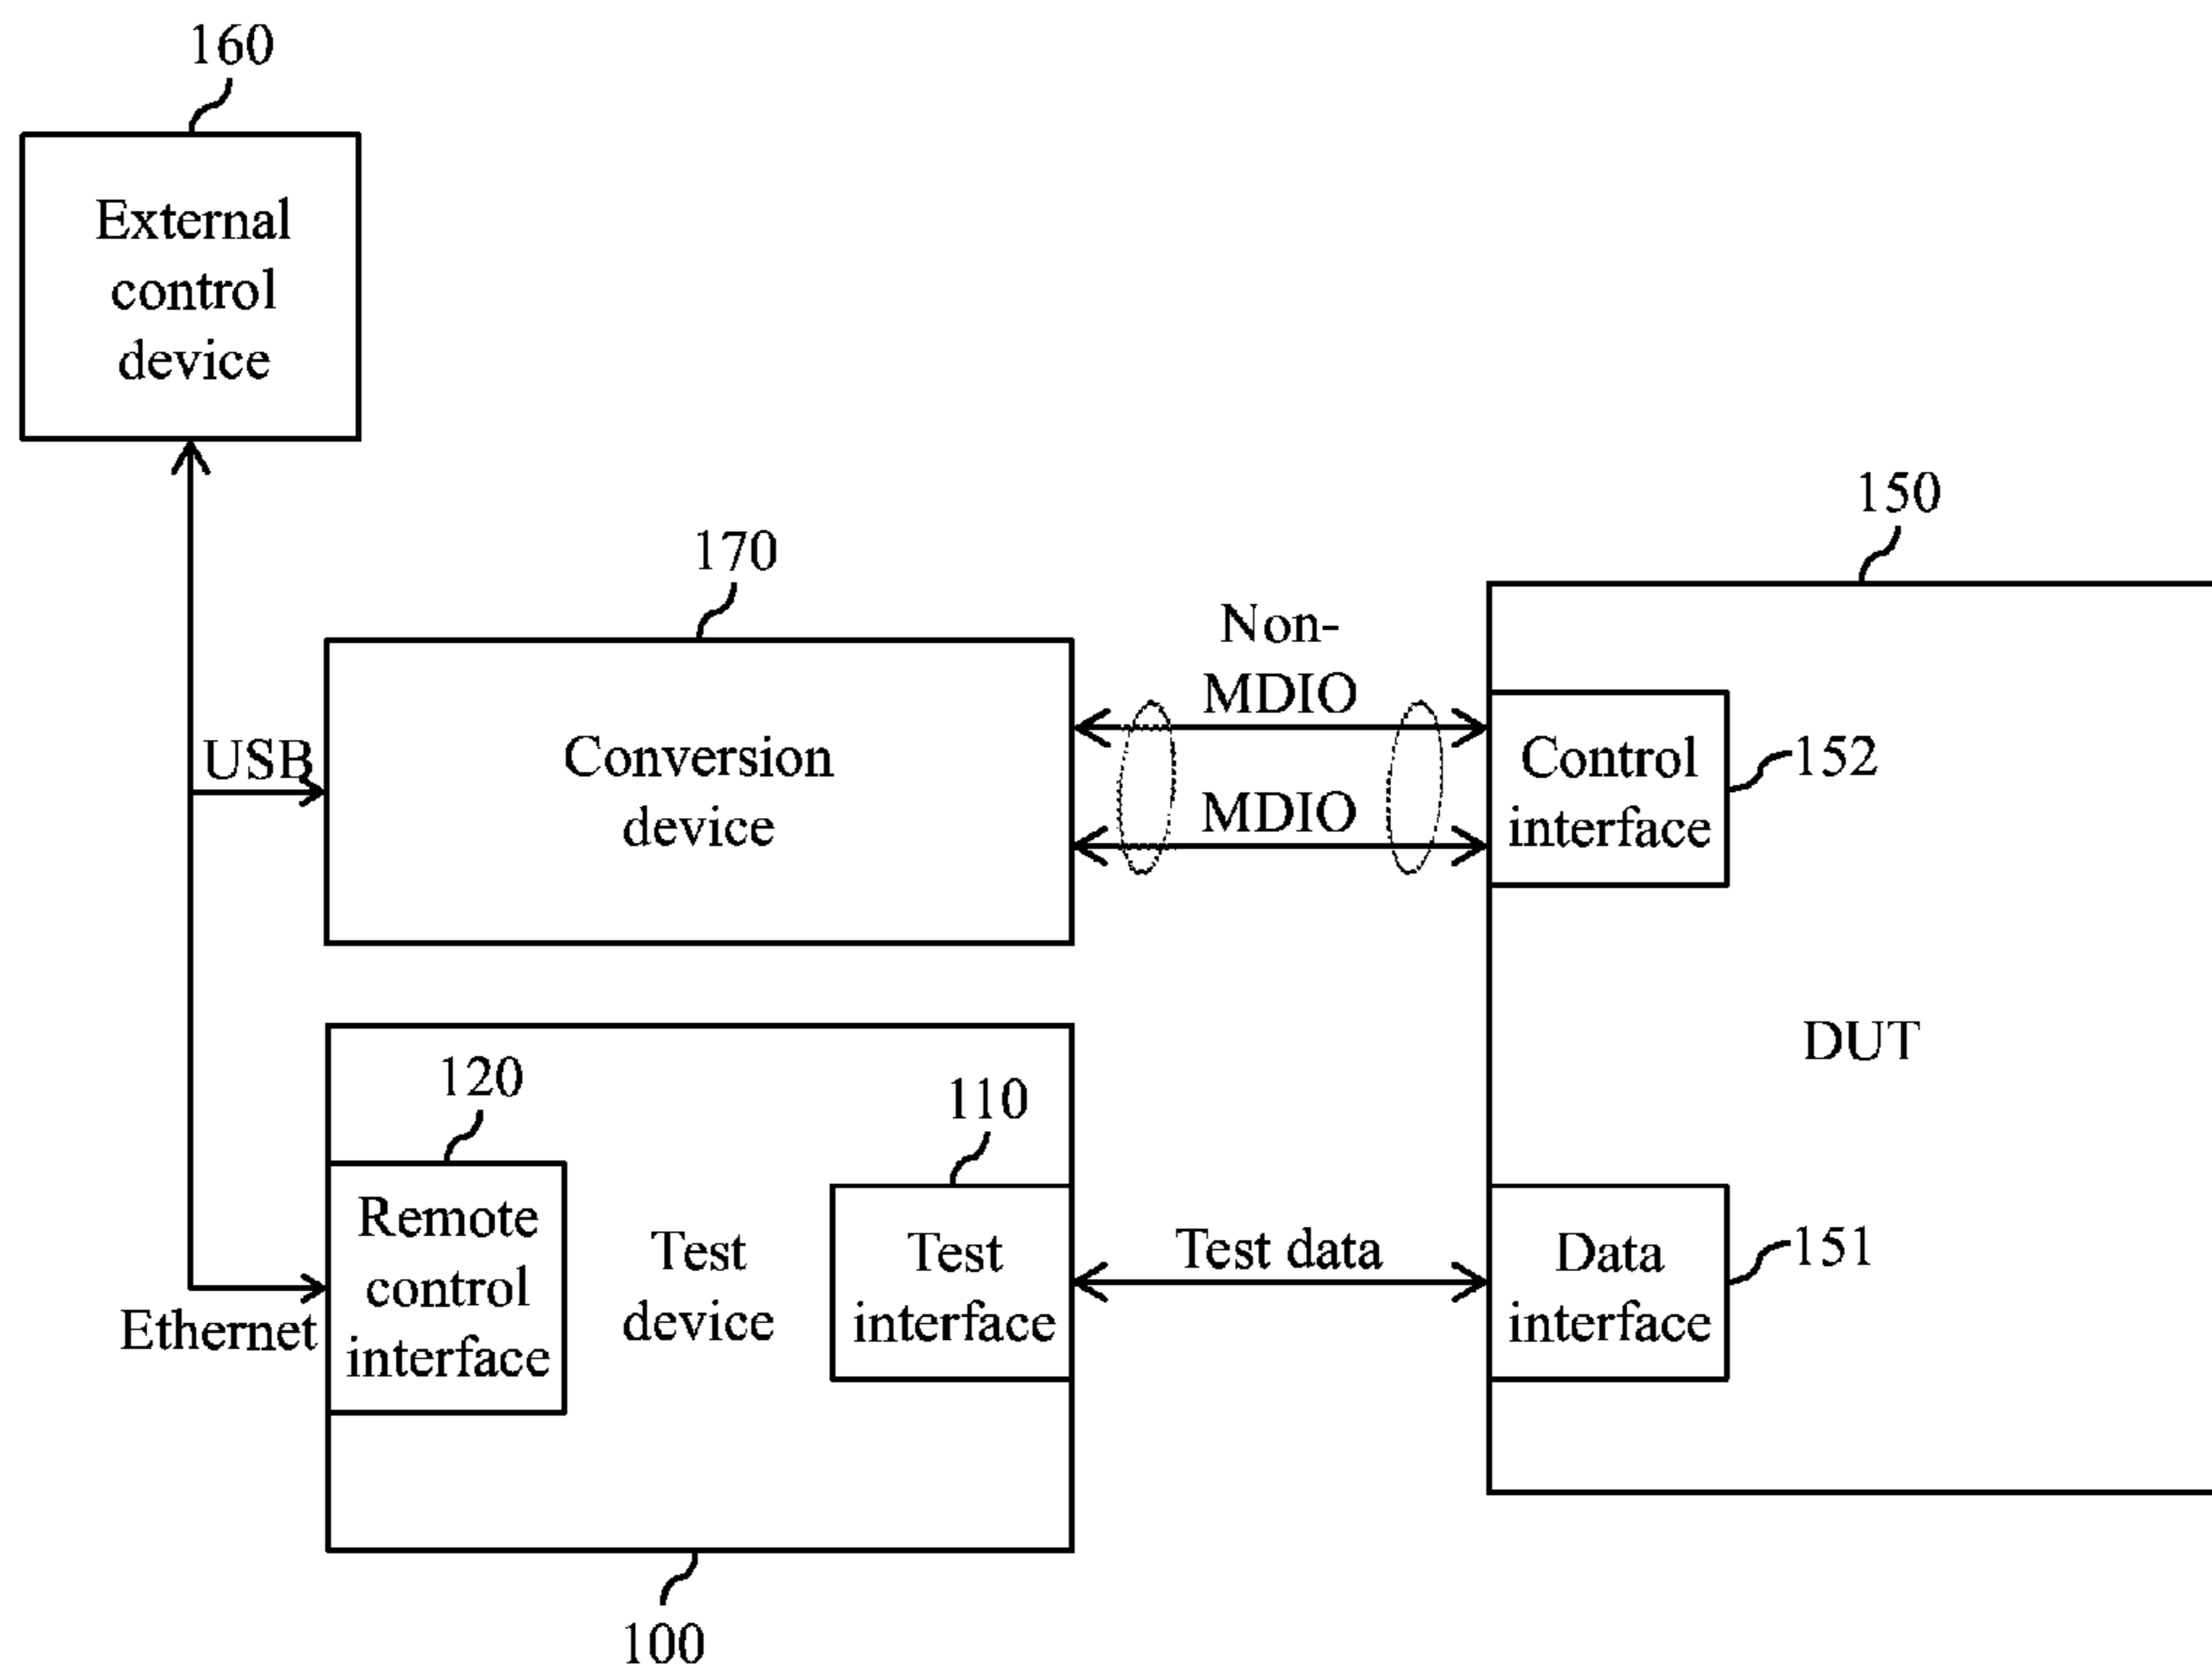 160
External
control
device
170
150
Non-
MDIO
USB
Conversion
device
MDIO
Control
interface
152
DUT
120
110
Remote
control
interface
Test
device
Test
interface
Test data
Data
interface
151
Ethernet
100